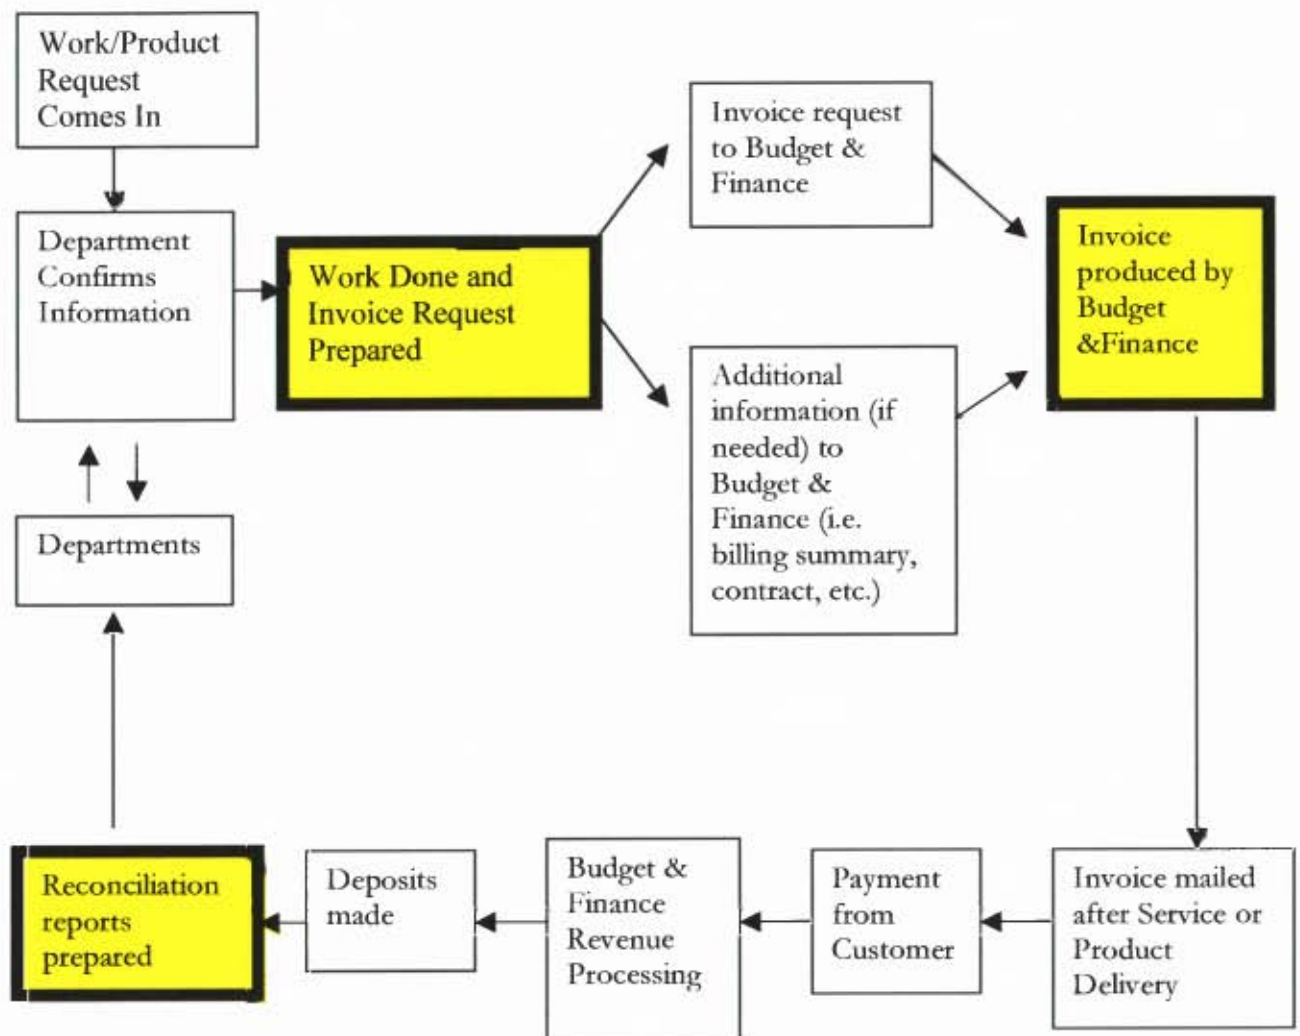 Work/Product
Request
Comes In
Department
Confirms
Information
Work Done and
Invoice Request
Prepared
Invoice request
to Budget &
Finance
Additional
information (if
needed) to
Budget &
Finance (i.e.
billing summary,
contract, etc.)
Invoice
produced by
Budget
&Finance
Departments
Reconciliation
reports
prepared
Deposits
made
Budget &
Finance
Revenue
Processing
Payment
from
Customer
Invoice mailed
after Service or
Product
Delivery